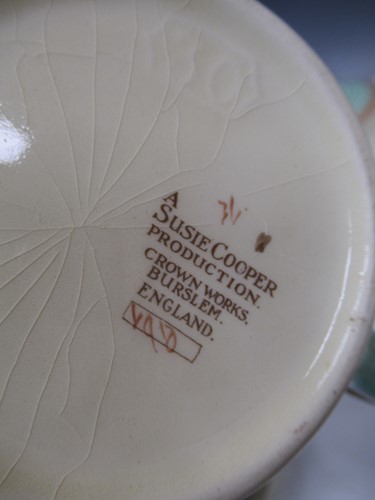 A
SUSIE COOPER
PRODUCTION.
CROWN WORKS,
BURSLEM,
ENGLAND.